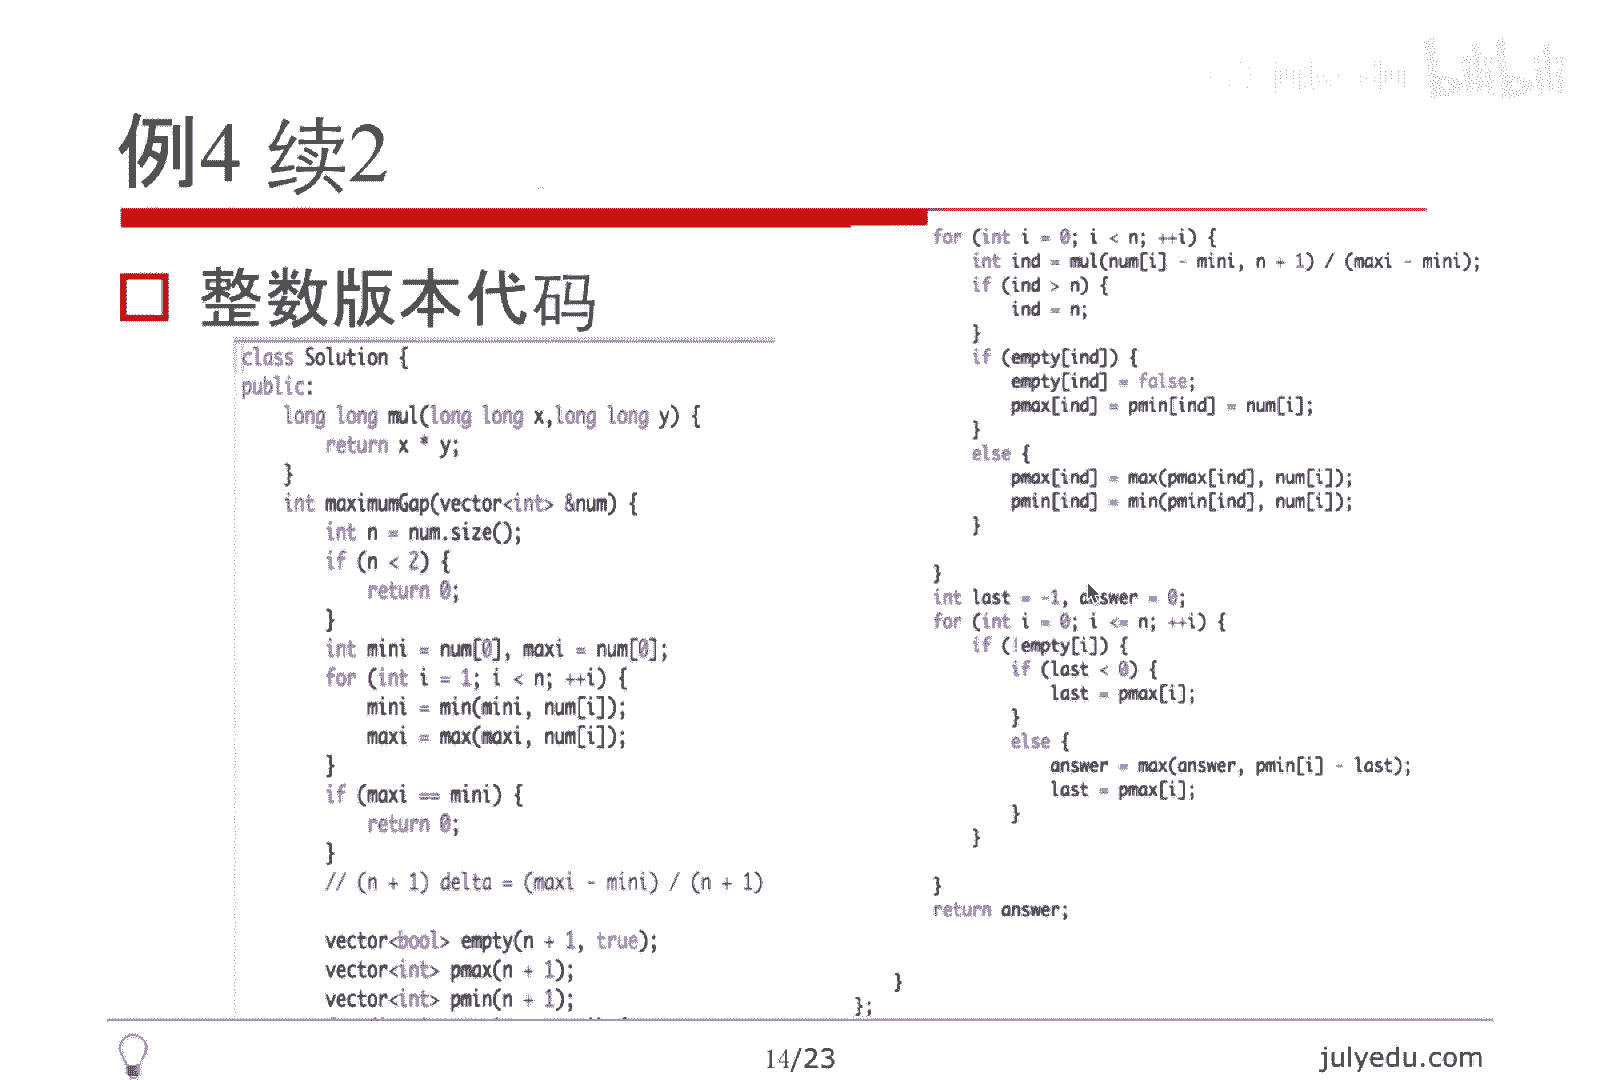 例4 续2
整数版本代码
class Solution {
public:
long long mul(long long x,long long y) {
return x * y;
}
int maximumGap(vector<int> &num) {
int n = num.size();
if (n < 2) {
return 0;
}
int mini = num[0], maxi = num[0];
for (int i = 1; i < n; ++i) {
mini = min(mini, num[i]);
maxi = max(maxi, num[i]);
}
if (maxi == mini) {
return 0;
}
// (n + 1) delta = (maxi - mini) / (n + 1)
vector<bool> empty(n + 1, true);
vector<int> pmax(n + 1);
vector<int> pmin(n + 1);
for (int i = 0; i < n; ++i) {
int ind = mul(num[i] - mini, n + 1) / (maxi - mini);
if (ind > n) {
ind = n;
}
if (empty[ind]) {
empty[ind] = false;
pmax[ind] = pmin[ind] = num[i];
}
else {
pmax[ind] = max(pmax[ind], num[i]);
pmin[ind] = min(pmin[ind], num[i]);
}
}
int last = -1, answer = 0;
for (int i = 0; i <= n; ++i) {
if (!empty[i]) {
if (last < 0) {
last = pmax[i];
}
else {
answer = max(answer, pmin[i] - last);
last = pmax[i];
}
}
}
return answer;
}
};
14/23
julyedu.com
bilibili